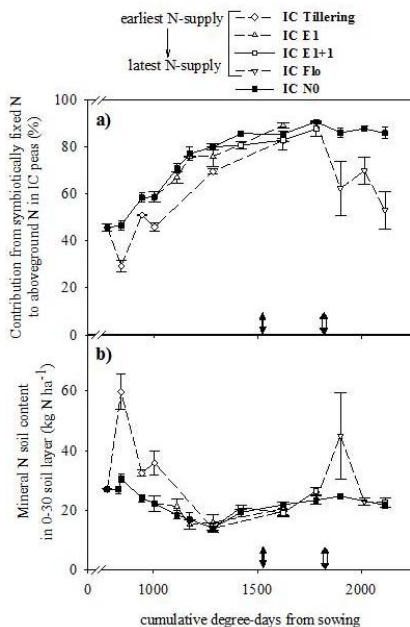 earliest N-supply
latest N-supply
IC Tillering
IC E1
IC E1+1
IC Flo
IC N0
a)
Contribution from symbiotically fixed N
to aboveground N in IC peas (%)
100
80
60
40
20
0
b)
Mineral N soil content
in 0-30 soil layer (kg N ha⁻¹)
60
40
20
0
0 1000 1500 2000
cumulative degree-days from sowing